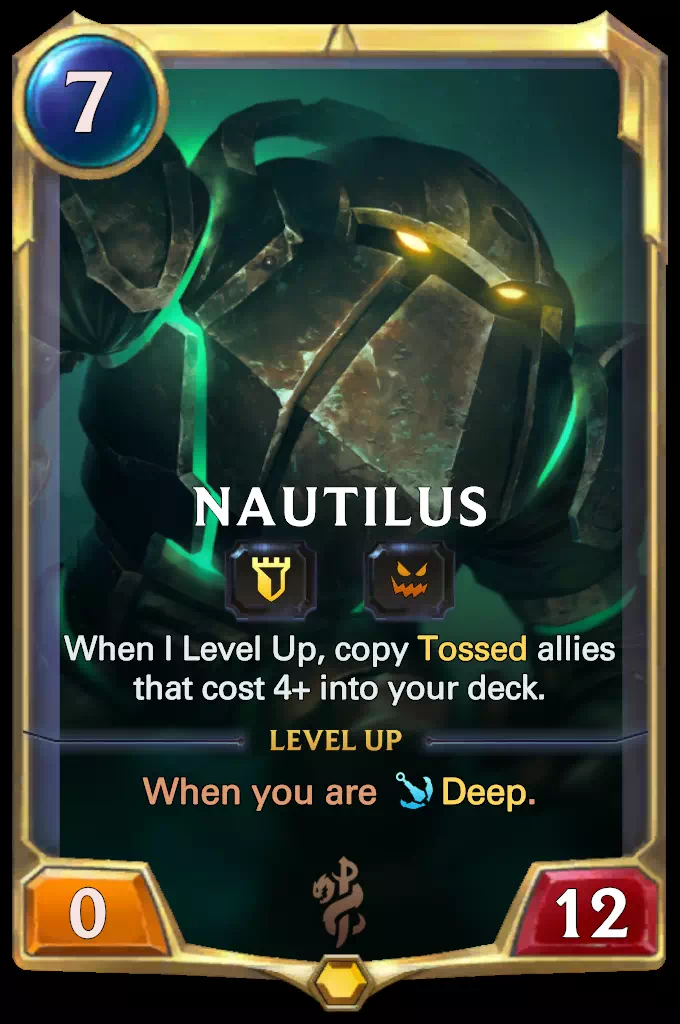 7
NAUTILUS
When I Level Up, copy Tossed allies
that cost 4+ into your deck.
LEVEL UP
When you are Deep.
0
12